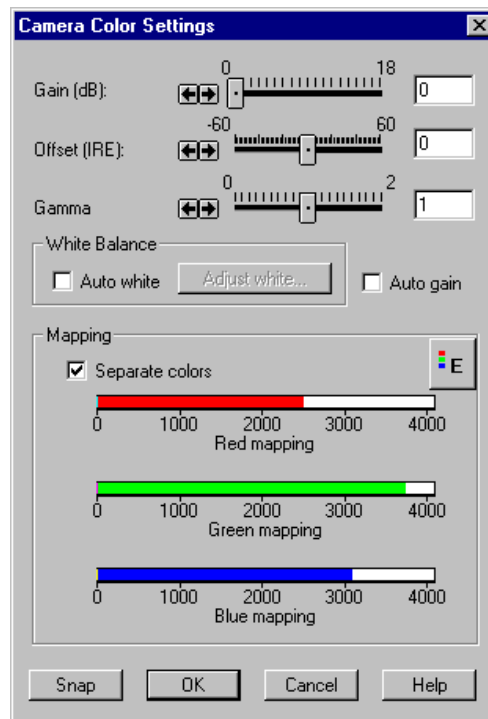 Camera Color Settings
0 18
Gain (dB): 0
-60 60
Offset (IRE): 0
0 2
Gamma 1
White Balance
Auto white Adjust white... Auto gain
Mapping
Separate colors E
0 1000 2000 3000 4000
Red mapping
0 1000 2000 3000 4000
Green mapping
0 1000 2000 3000 4000
Blue mapping
Snap OK Cancel Help